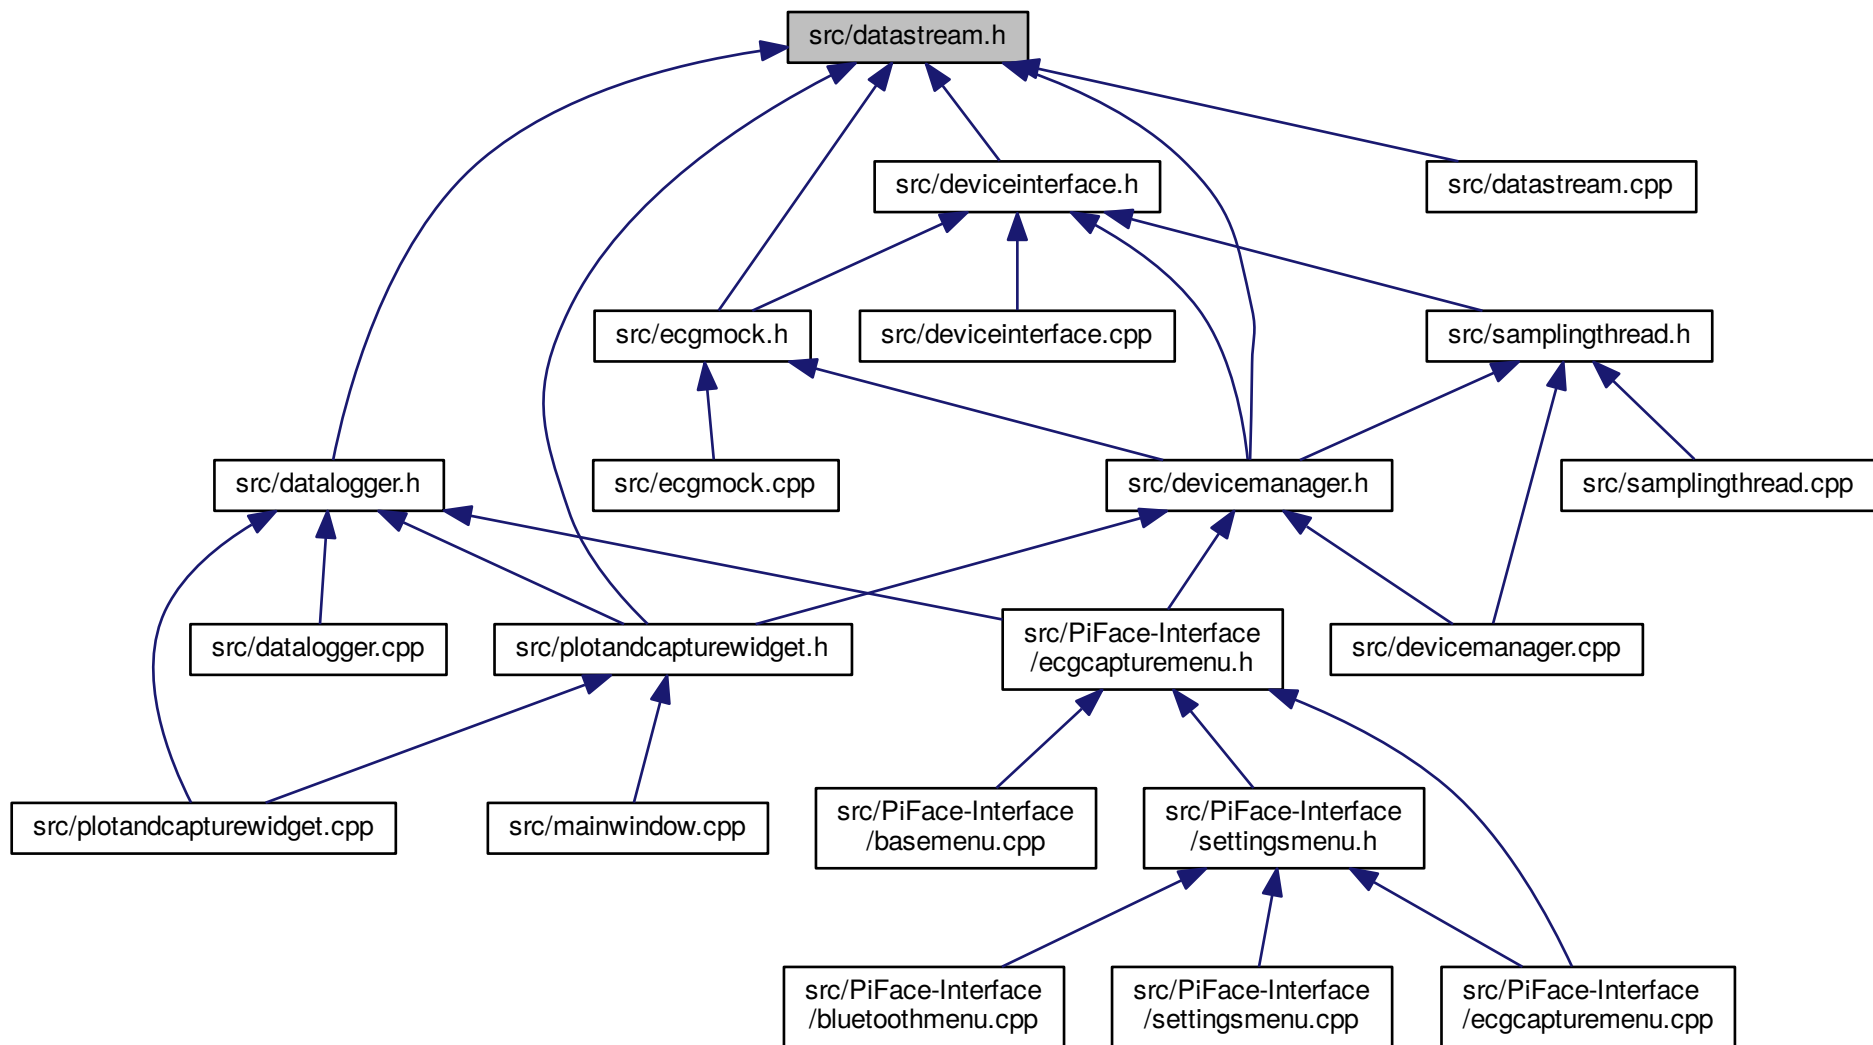 src/datastream.h
src/deviceinterface.h
src/datastream.cpp
src/ecgmock.h
src/deviceinterface.cpp
src/samplingthread.h
src/datalogger.h
src/ecgmock.cpp
src/devicemanager.h
src/samplingthread.cpp
src/datalogger.cpp
src/plotandcapturewidget.h
src/PiFace-Interface
/ecgcapturemenu.h
src/devicemanager.cpp
src/plotandcapturewidget.cpp
src/mainwindow.cpp
src/PiFace-Interface
/basemenu.cpp
src/PiFace-Interface
/settingsmenu.h
src/PiFace-Interface
/bluetoothmenu.cpp
src/PiFace-Interface
/settingsmenu.cpp
src/PiFace-Interface
/ecgcapturemenu.cpp